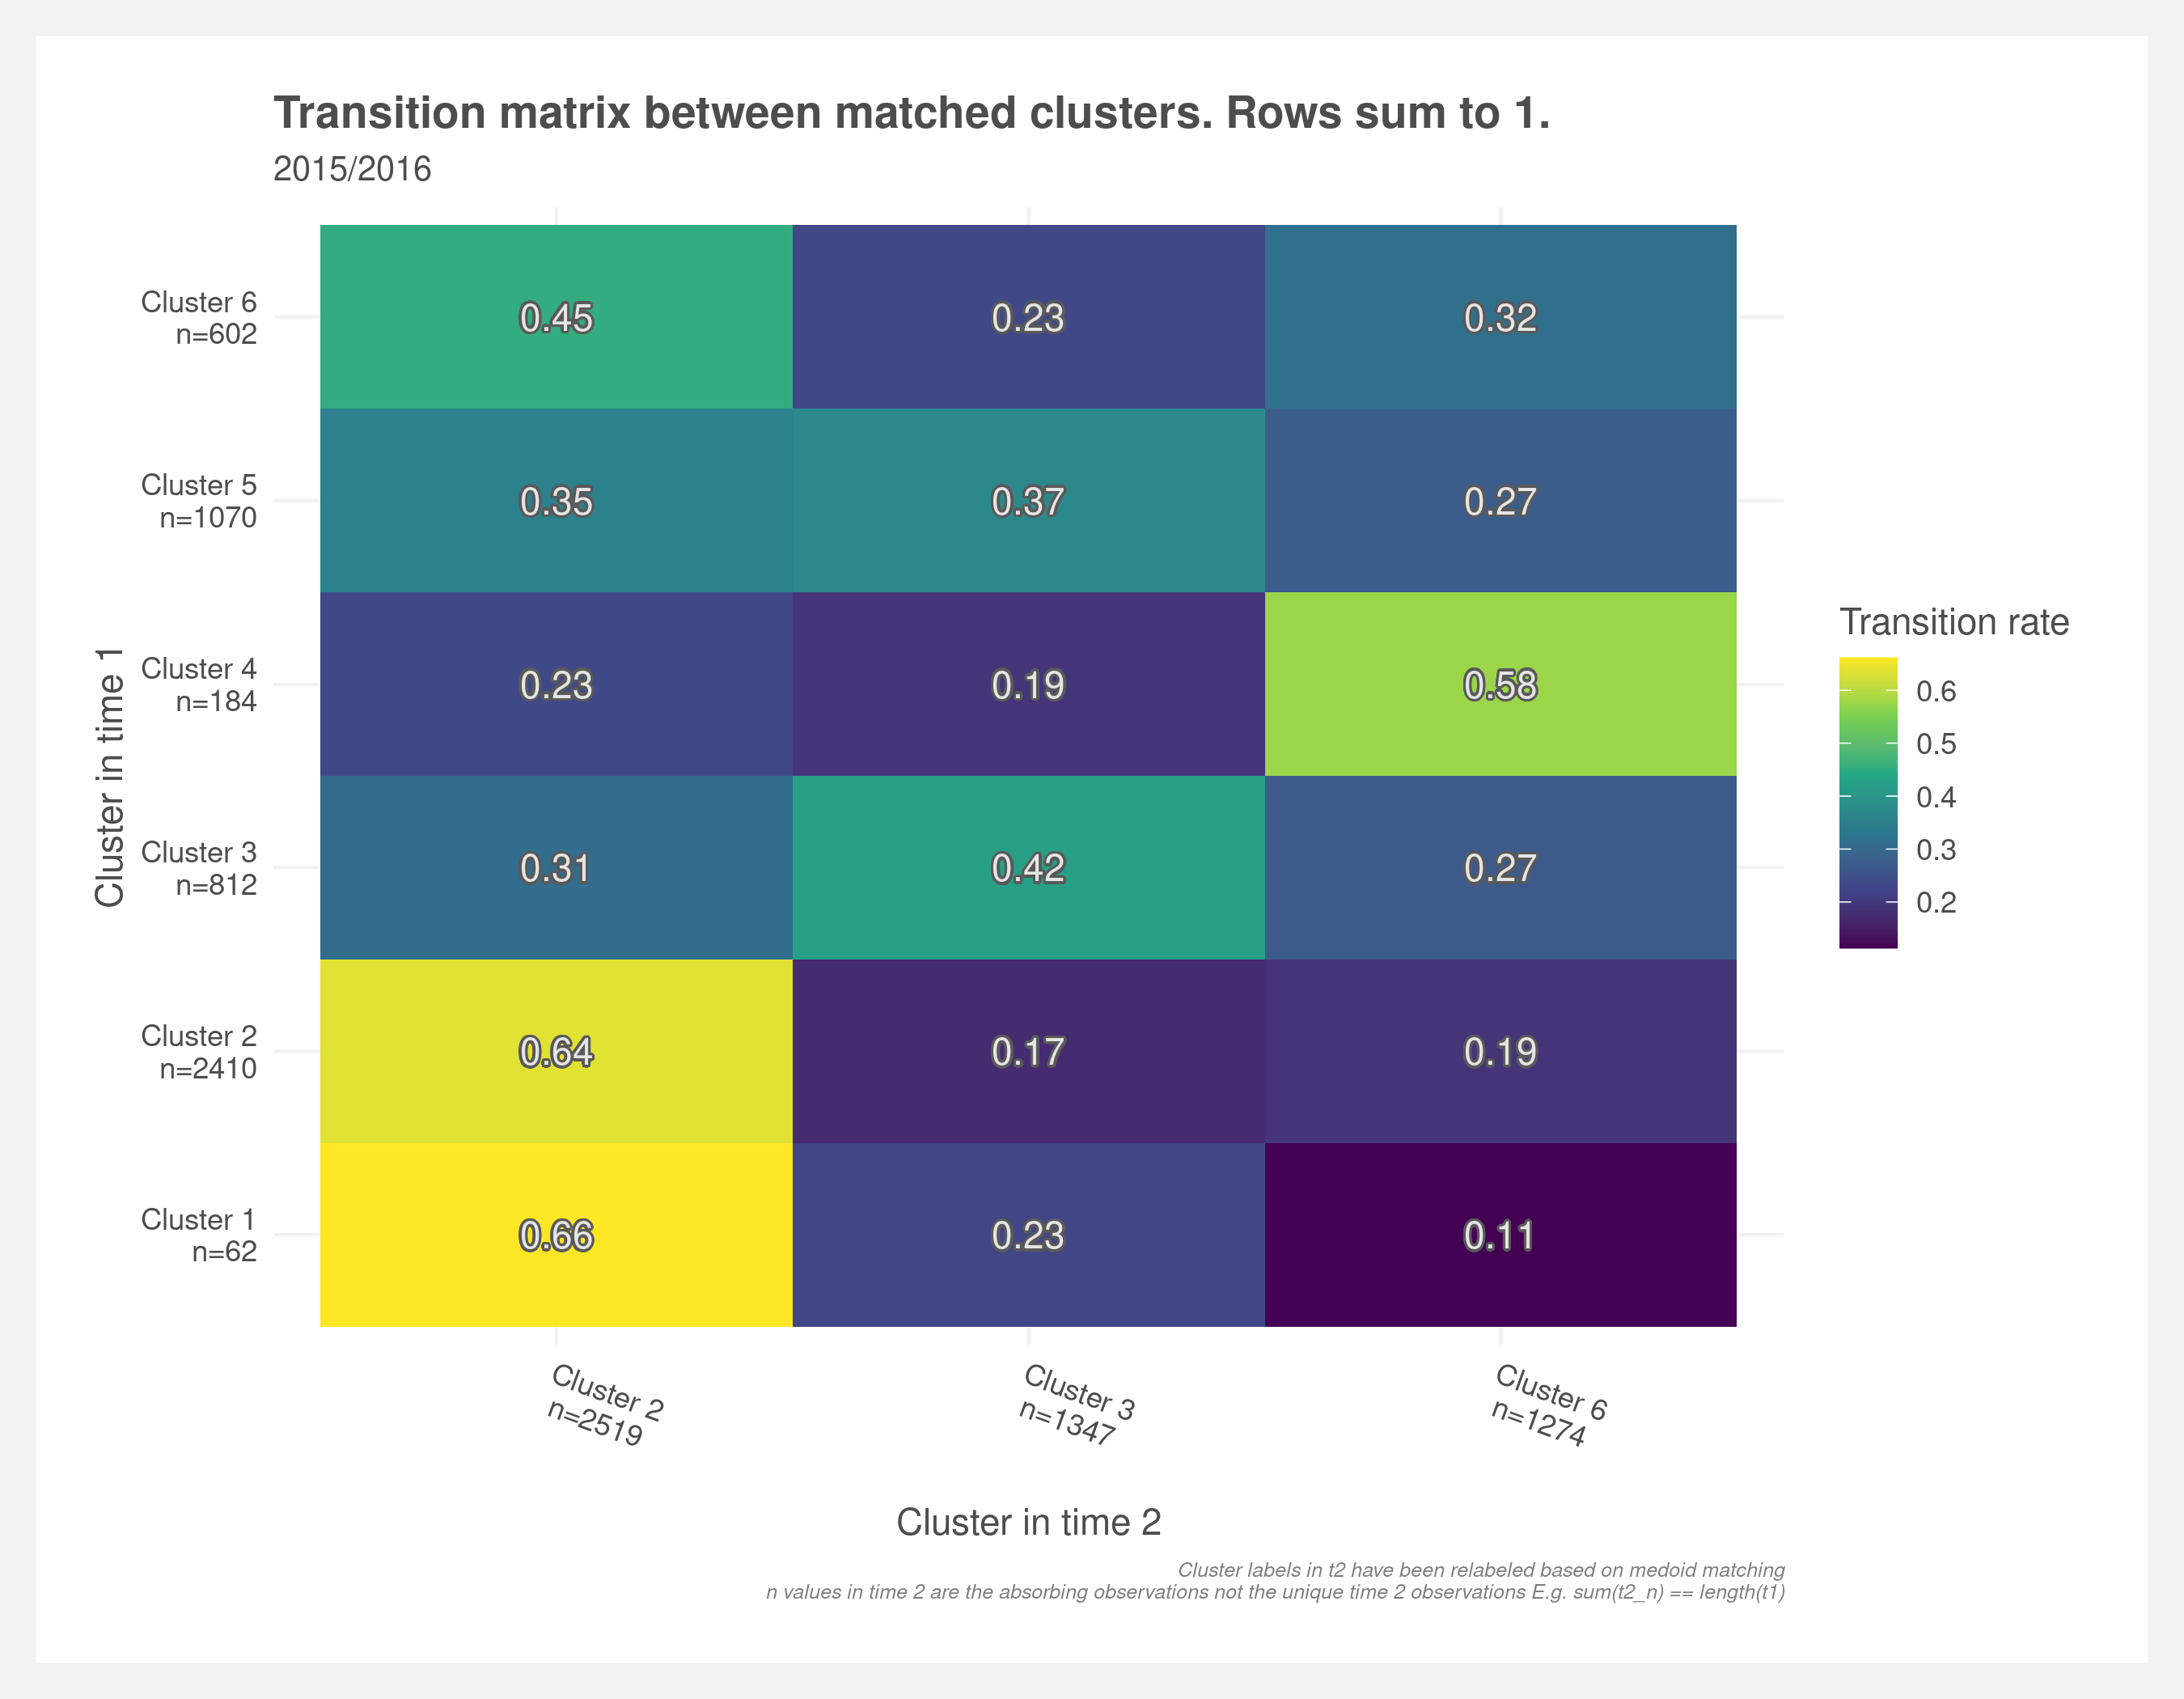 Transition matrix between matched clusters. Rows sum to 1.
2015/2016
Cluster in time 1
Cluster 6
n=602
0.45
0.23
0.32
Cluster 5
n=1070
0.35
0.37
0.27
Cluster 4
n=184
0.23
0.19
0.58
Cluster 3
n=812
0.31
0.42
0.27
Cluster 2
n=2410
0.64
0.17
0.19
Cluster 1
n=62
0.66
0.23
0.11
Cluster 2
n=2519
Cluster 3
n=1347
Cluster 6
n=1274
Cluster in time 2
Transition rate
0.6
0.5
0.4
0.3
0.2
Cluster labels in t2 have been relabeled based on medoid matching
n values in time 2 are the absorbing observations not the unique time 2 observations E.g. sum(t2_n) == length(t1)